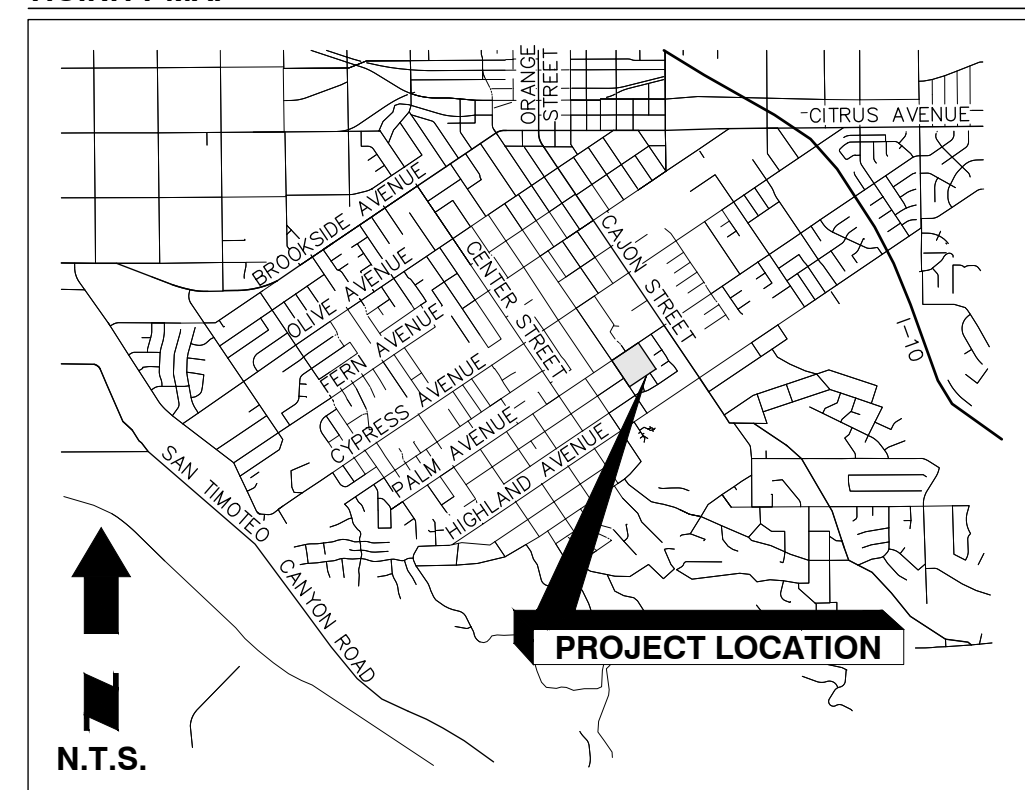 ORANGE
STREET
-CITRUS AVENUE
BROOKSIDE AVENUE
OLIVE AVENUE
CENTER STREET
CAJON STREET
FERN AVENUE
I-10
CYPRESS AVENUE
PALM AVENUE
HIGHLAND AVENUE
SAN TIMOTEO
CANYON ROAD
PROJECT LOCATION
N.T.S.